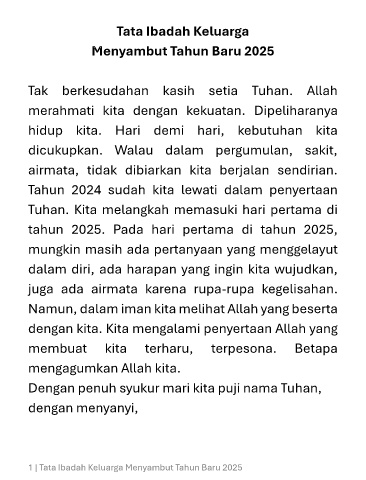 Tata Ibadah Keluarga
Menyambut Tahun Baru 2025
Tak berkesudahan kasih setia Tuhan. Allah
merahmati kita dengan kekuatan. Dipeliharanya
hidup kita. Hari demi hari, kebutuhan kita
dicukupkan. Walau dalam pergumulan, sakit,
airmata, tidak dibiarkan kita berjalan sendirian.
Tahun 2024 sudah kita lewati dalam penyertaan
Tuhan. Kita melangkah memasuki hari pertama di
tahun 2025. Pada hari pertama di tahun 2025,
mungkin masih ada pertanyaan yang menggelayut
dalam diri, ada harapan yang ingin kita wujudkan,
juga ada airmata karena rupa-rupa kegelisahan.
Namun, dalam iman kita melihat Allah yang beserta
dengan kita. Kita mengalami penyertaan Allah yang
membuat kita terharu, terpesona. Betapa
mengagumkan Allah kita.
Dengan penuh syukur mari kita puji nama Tuhan,
dengan menyanyi,
1 | Tata Ibadah Keluarga Menyambut Tahun Baru 2025